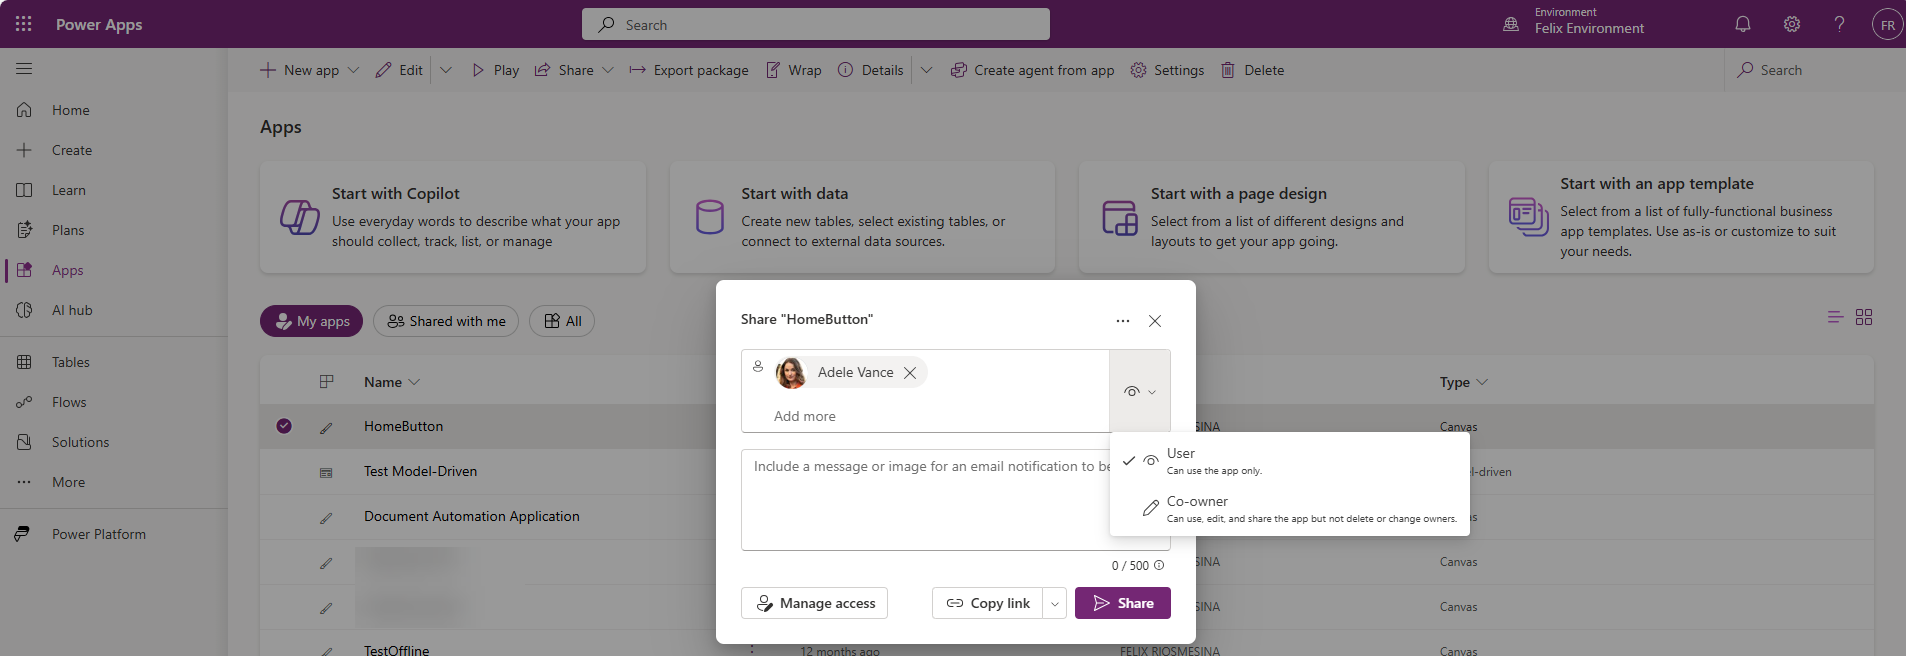 Power Apps
Search
Environment
Felix Environment
FR
New app
Edit
Play
Share
Export package
Wrap
Details
Create agent from app
Settings
Delete
Search
Home
Create
Learn
Plans
Apps
AI hub
Tables
Flows
Solutions
More
Power Platform
Apps
Start with Copilot
Use everyday words to describe what your app
should collect, track, list, or manage
Start with data
Create new tables, select existing tables, or
connect to external data sources.
Start with a page design
Select from a list of different designs and
layouts to get your app going.
Start with an app template
Select from a list of fully-functional business
app templates. Use as-is or customize to suit
your needs.
My apps
Shared with me
All
Name
Type
HomeButton
SINA
Canvas
Test Model-Driven
l-driven
Document Automation Application
SINA
Canvas
SINA
Canvas
TestOffline
12 months ago
FELIX RIOSMESINA
Canvas
Share "HomeButton"
Adele Vance
Add more
Include a message or image for an email notification to be
User
Can use the app only.
Co-owner
Can use, edit, and share the app but not delete or change owners.
0 / 500
Manage access
Copy link
Share